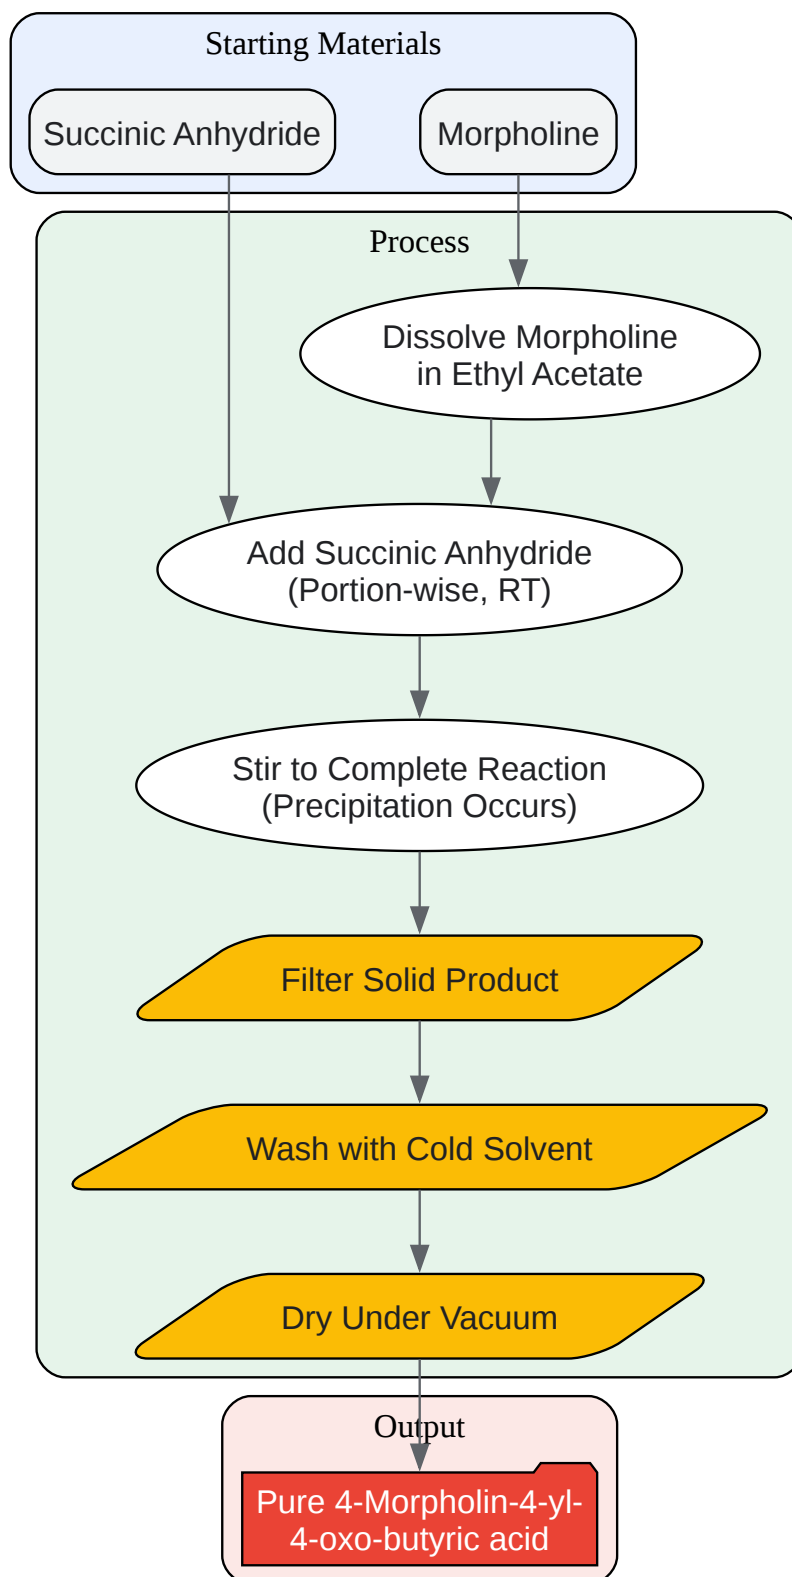 Starting Materials
Succinic Anhydride
Morpholine
Process
Dissolve Morpholine
in Ethyl Acetate
Add Succinic Anhydride
(Portion-wise, RT)
Stir to Complete Reaction
(Precipitation Occurs)
Filter Solid Product
Wash with Cold Solvent
Dry Under Vacuum
Output
Pure 4-Morpholin-4-yl-
4-oxo-butyric acid